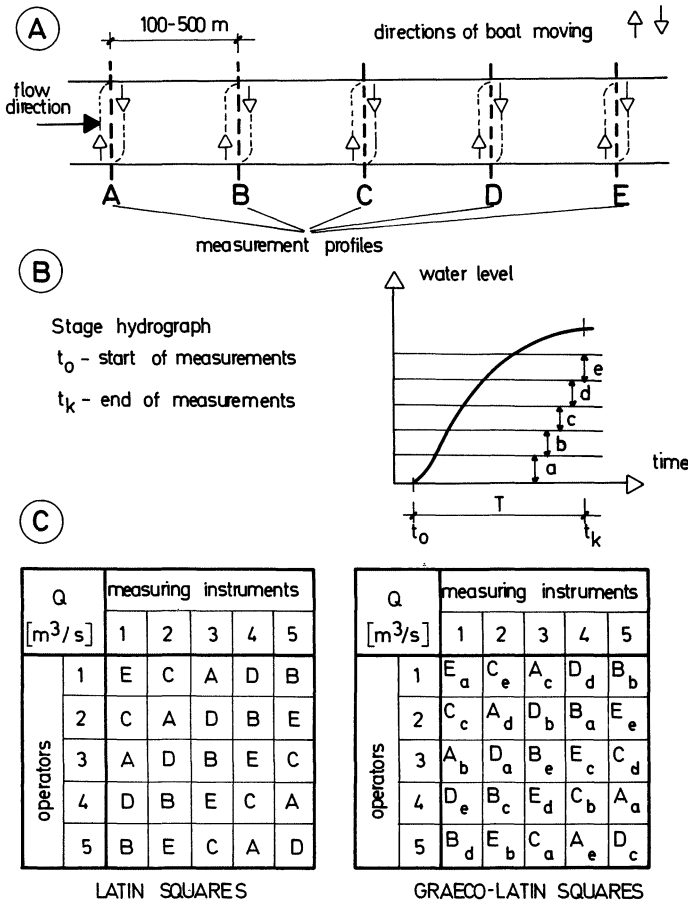 A
100-500 m
directions of boat moving
flow
direction
A B C D E
measurement profiles
B
water level
Stage hydrograph
to - start of measurements
tk - end of measurements
e
d
c
b
a
time
T
to tk
C
Q
[m³/s]
measuring instruments
1 2 3 4 5
operators
1 E C A D B
2 C A D B E
3 A D B E C
4 D B E C A
5 B E C A D
LATIN SQUARES
Q
[m³/s]
measuring instruments
1 2 3 4 5
operators
1 Ea Ce Ac Dd Bb
2 Cc Ad Db Ba Ee
3 Ab Da Be Ec Cd
4 De Bc Ed Cb Aa
5 Bd Eb Ca Ae Dc
GRAECO-LATIN SQUARES